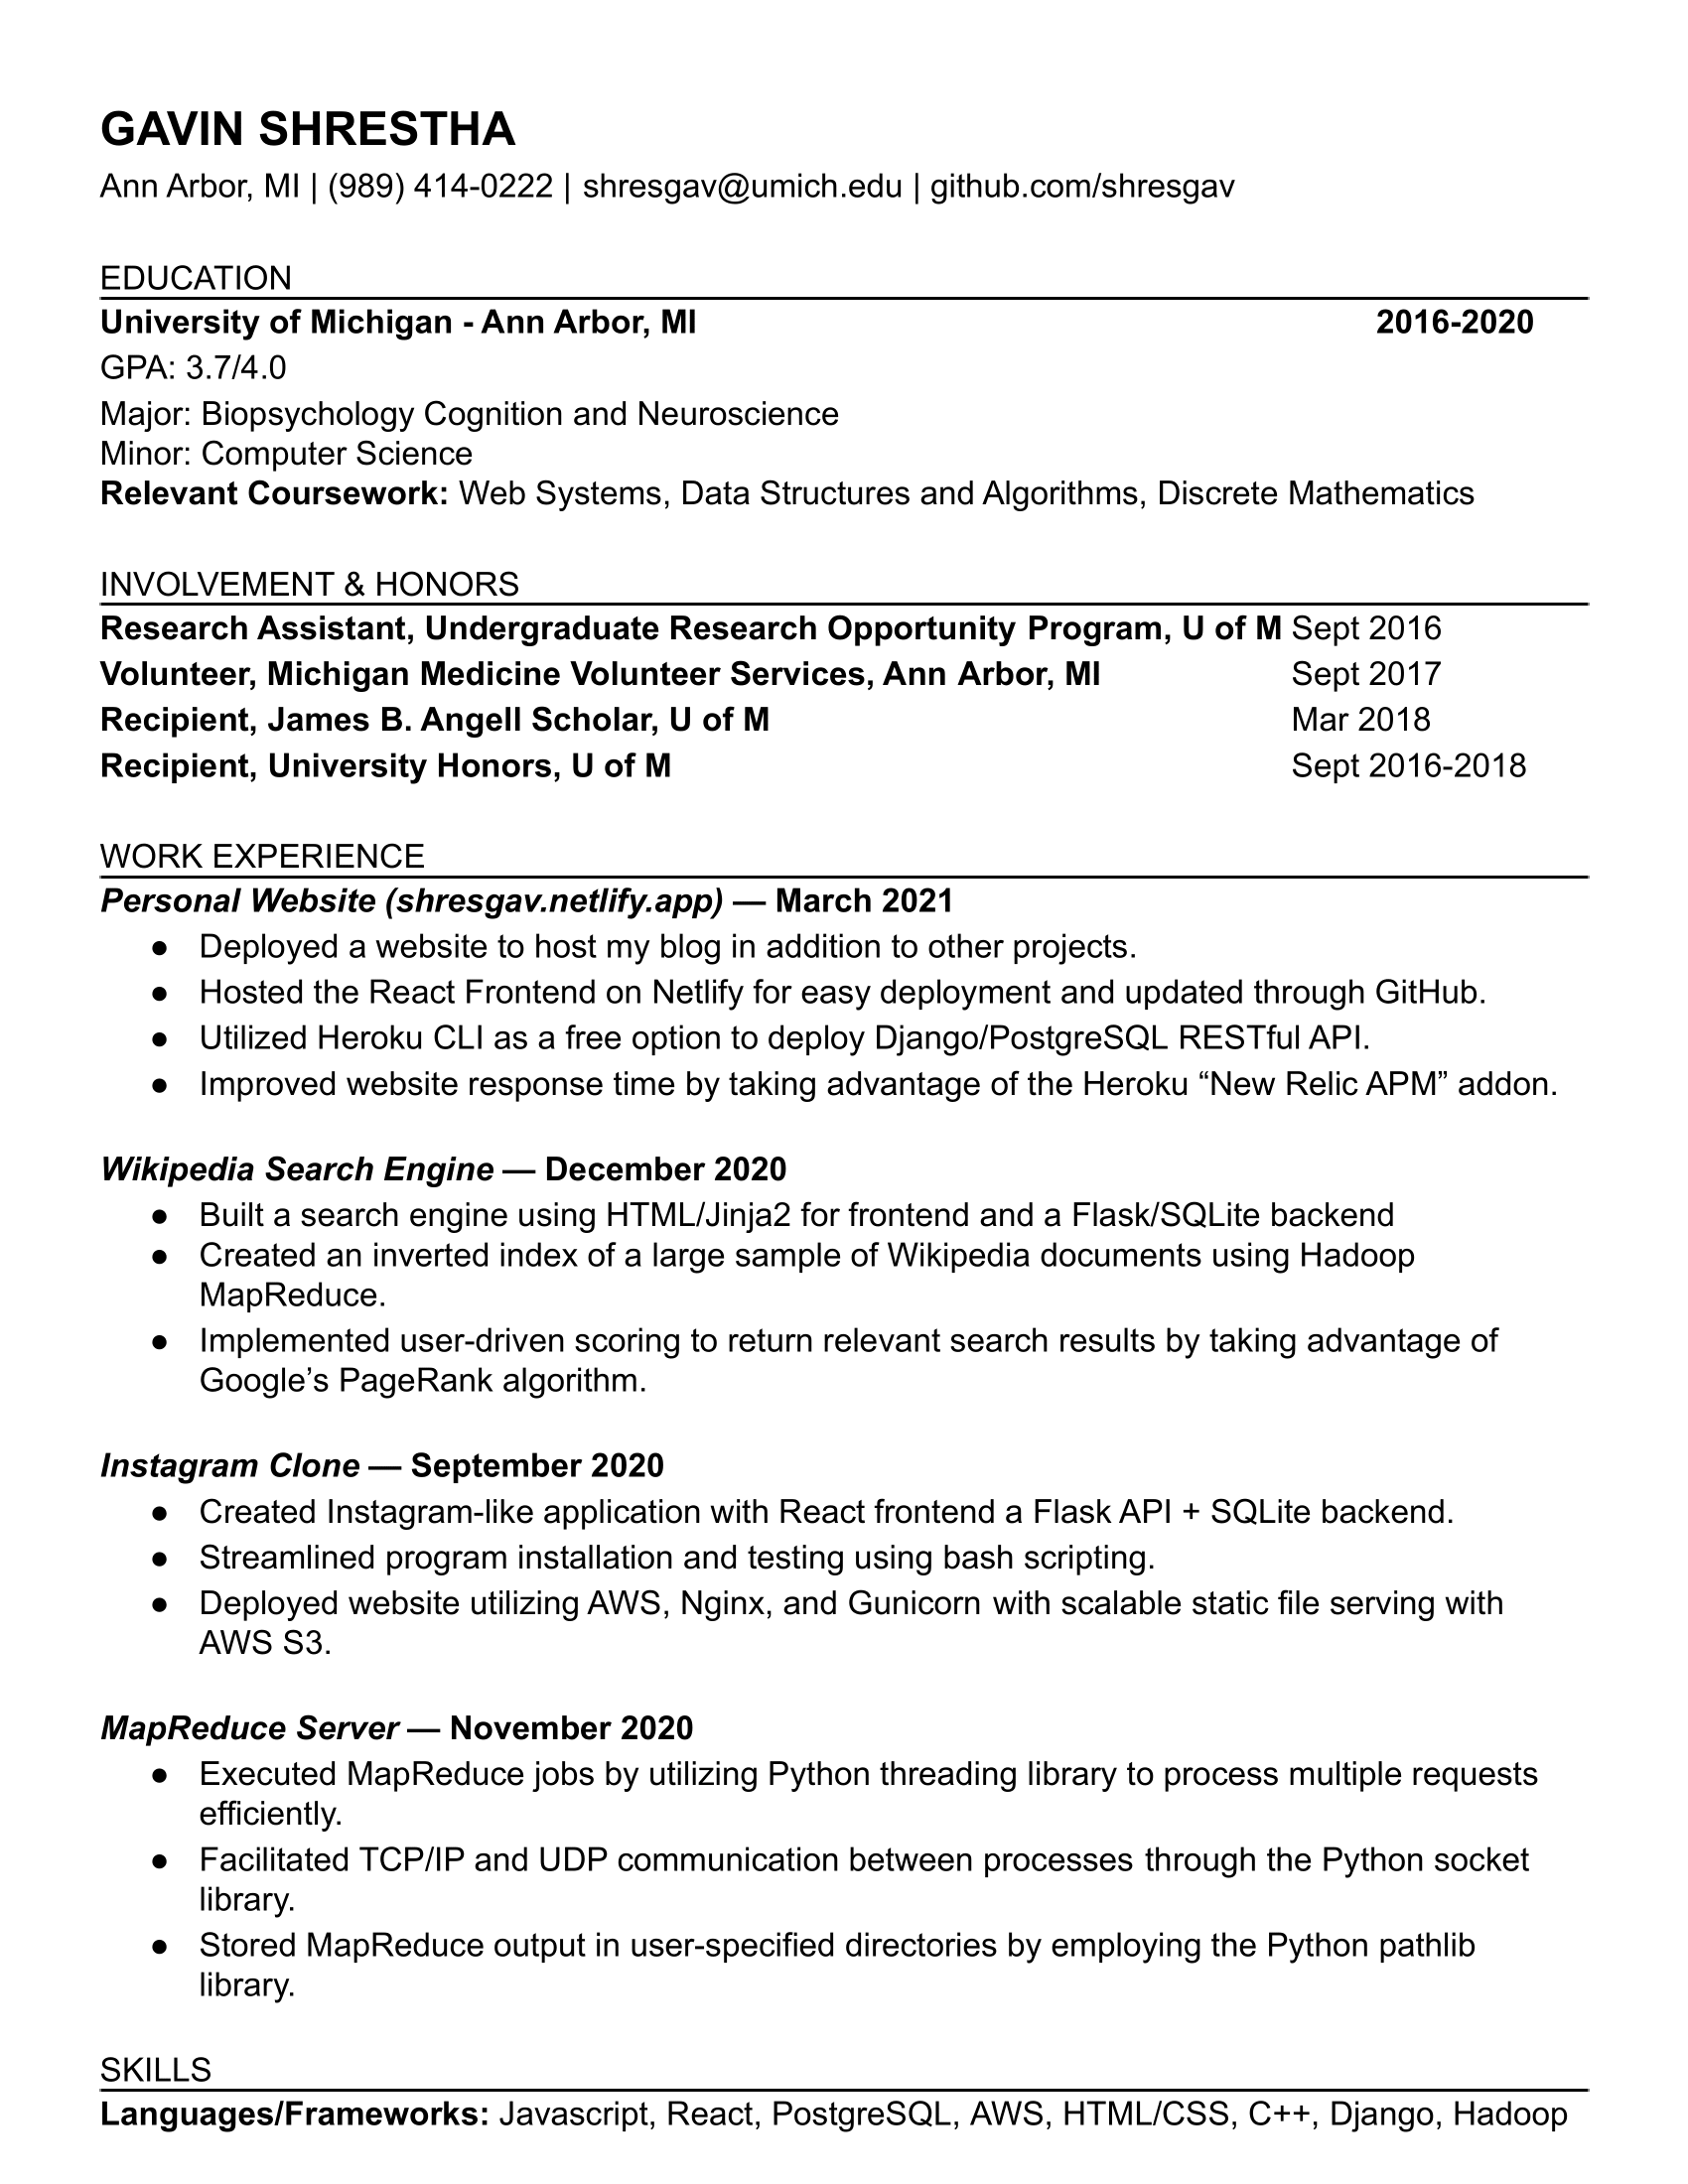 GAVIN SHRESTHA
Ann Arbor, MI | (989) 414-0222 | shresgav@umich.edu | github.com/shresgav
EDUCATION
University of Michigan - Ann Arbor, MI 2016-2020
GPA: 3.7/4.0
Major: Biopsychology Cognition and Neuroscience
Minor: Computer Science
Relevant Coursework: Web Systems, Data Structures and Algorithms, Discrete Mathematics
INVOLVEMENT & HONORS
Research Assistant, Undergraduate Research Opportunity Program, U of M Sept 2016
Volunteer, Michigan Medicine Volunteer Services, Ann Arbor, MI Sept 2017
Recipient, James B. Angell Scholar, U of M Mar 2018
Recipient, University Honors, U of M Sept 2016-2018
WORK EXPERIENCE
Personal Website (shresgav.netlify.app) — March 2021
● Deployed a website to host my blog in addition to other projects.
● Hosted the React Frontend on Netlify for easy deployment and updated through GitHub.
● Utilized Heroku CLI as a free option to deploy Django/PostgreSQL RESTful API.
● Improved website response time by taking advantage of the Heroku “New Relic APM” addon.
Wikipedia Search Engine — December 2020
● Built a search engine using HTML/Jinja2 for frontend and a Flask/SQLite backend
● Created an inverted index of a large sample of Wikipedia documents using Hadoop
MapReduce.
● Implemented user-driven scoring to return relevant search results by taking advantage of
Google’s PageRank algorithm.
Instagram Clone — September 2020
● Created Instagram-like application with React frontend a Flask API + SQLite backend.
● Streamlined program installation and testing using bash scripting.
● Deployed website utilizing AWS, Nginx, and Gunicorn with scalable static file serving with
AWS S3.
MapReduce Server — November 2020
● Executed MapReduce jobs by utilizing Python threading library to process multiple requests
efficiently.
● Facilitated TCP/IP and UDP communication between processes through the Python socket
library.
● Stored MapReduce output in user-specified directories by employing the Python pathlib
library.
SKILLS
Languages/Frameworks: Javascript, React, PostgreSQL, AWS, HTML/CSS, C++, Django, Hadoop